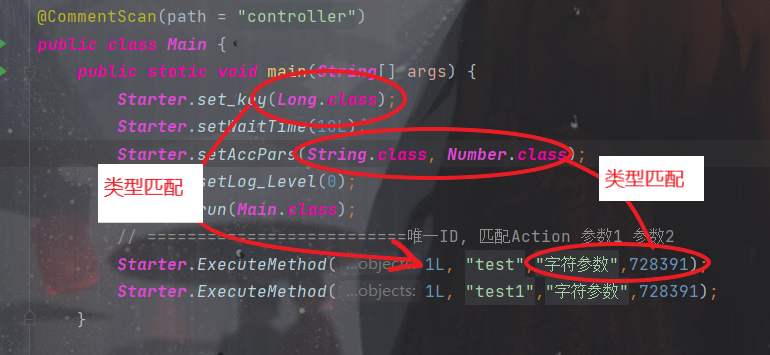 @CommentScan(path = "controller")
public class Main {
public static void main(String[] args) {
Starter.set_key(Long.class);
Starter.setWaitTime(10L);
Starter.setAccPars(String.class, Number.class);
类型匹配
类型匹配
setLog_Level(0);
run(Main.class);
// ==========================唯一ID, 匹配Action 参数1 参数2
Starter.ExecuteMethod( ...objects: 1L, "test","字符参数",728391);
Starter.ExecuteMethod( ...objects: 1L, "test1","字符参数",728391);
}